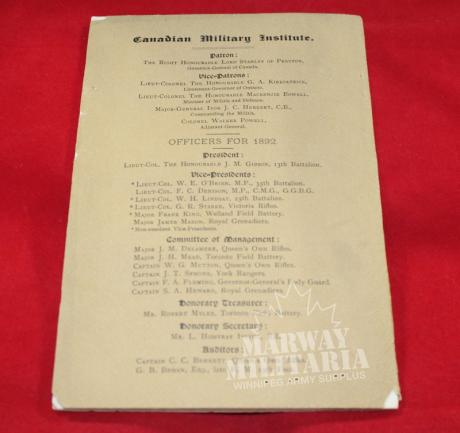 Canadian Military Institute.
Patron:
The Right Honourable Lord Stanley of Preston,
Governor-General of Canada.
Vice-Patrons:
Lieut-Colonel The Honourable G. A. Kirkpatrick,
Lieutenant-Governor of Ontario.
Lieut-Colonel The Honourable Mackenzie Bowell,
Minister of Militia and Defence.
Major-General Ivor J. C. Herbert, C.B.,
Commanding the Militia.
Colonel Walker Powell,
Adjutant-General.
OFFICERS FOR 1892
President:
Lieut-Col. The Honourable J. M. Gibson, 13th Battalion.
Vice-Presidents:
*Lieut-Col. W. E. O'Brien, M.P., 35th Battalion.
Lieut-Col. F. C. Denison, M.P., C.M.G., G.G.B.G.
*Lieut-Col. W. H. Lindsay, Battalion.
*Lieut-Col. G. R. Starke, Victoria Rifles.
*Major Frank King, Welland Field Battery.
Major James Mason, Royal Grenadiers.
*Non-resident Vice-Presidents.
Committee of Management:
Major J. M. Delamere, Queen's Own Rifles.
Major J. H. Mead, Toronto Field Battery.
Captain W. G. Mutton, Queen's Own Rifles.
Captain J. T. Symons, York Rangers.
Captain F. A. Fleming, Governor-General's Body Guard.
Captain S. A. Heward, Royal Grenadiers.
Honorary Treasurer:
Mr. Robert Myles, Toronto Field Battery.
Honorary Secretary:
Mr. L. Homfray
Auditors:
Captain C. C. Bennett,
G. B. Esq., late
MARWAY
MILITARIA
WINNIPEG ARMY SURPLUS